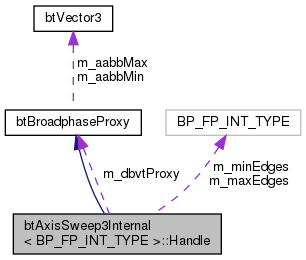 btVector3
m_aabbMax
m_aabbMin
btBroadphaseProxy
BP_FP_INT_TYPE
m_dbvtProxy
m_minEdges
m_maxEdges
btAxisSweep3Internal
< BP_FP_INT_TYPE >::Handle